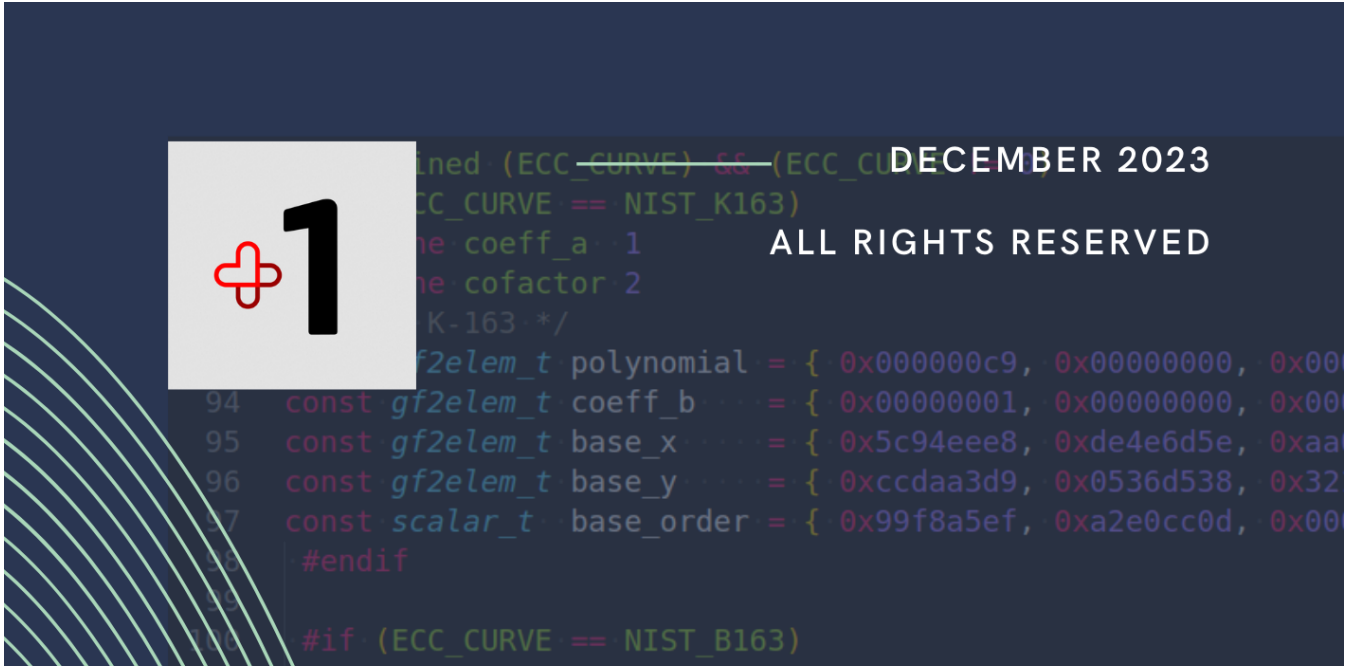 +1
DECEMBER 2023
ALL RIGHTS RESERVED
ined (ECC_CURVE) && (ECC_CURVE
CC_CURVE == NIST_K163)
ne coeff_a 1
ne cofactor 2
K-163 */
f2elem_t polynomial = { 0x000000c9, 0x00000000, 0x00
94 const gf2elem_t coeff_b = { 0x00000001, 0x00000000, 0x00
95 const gf2elem_t base_x = { 0x5c94eee8, 0xde4e6d5e, 0xaa
96 const gf2elem_t base_y = { 0xccdaa3d9, 0x0536d538, 0x32
97 const scalar_t base_order = { 0x99f8a5ef, 0xa2e0cc0d, 0x00
98 #endif
99
100 #if (ECC_CURVE == NIST_B163)